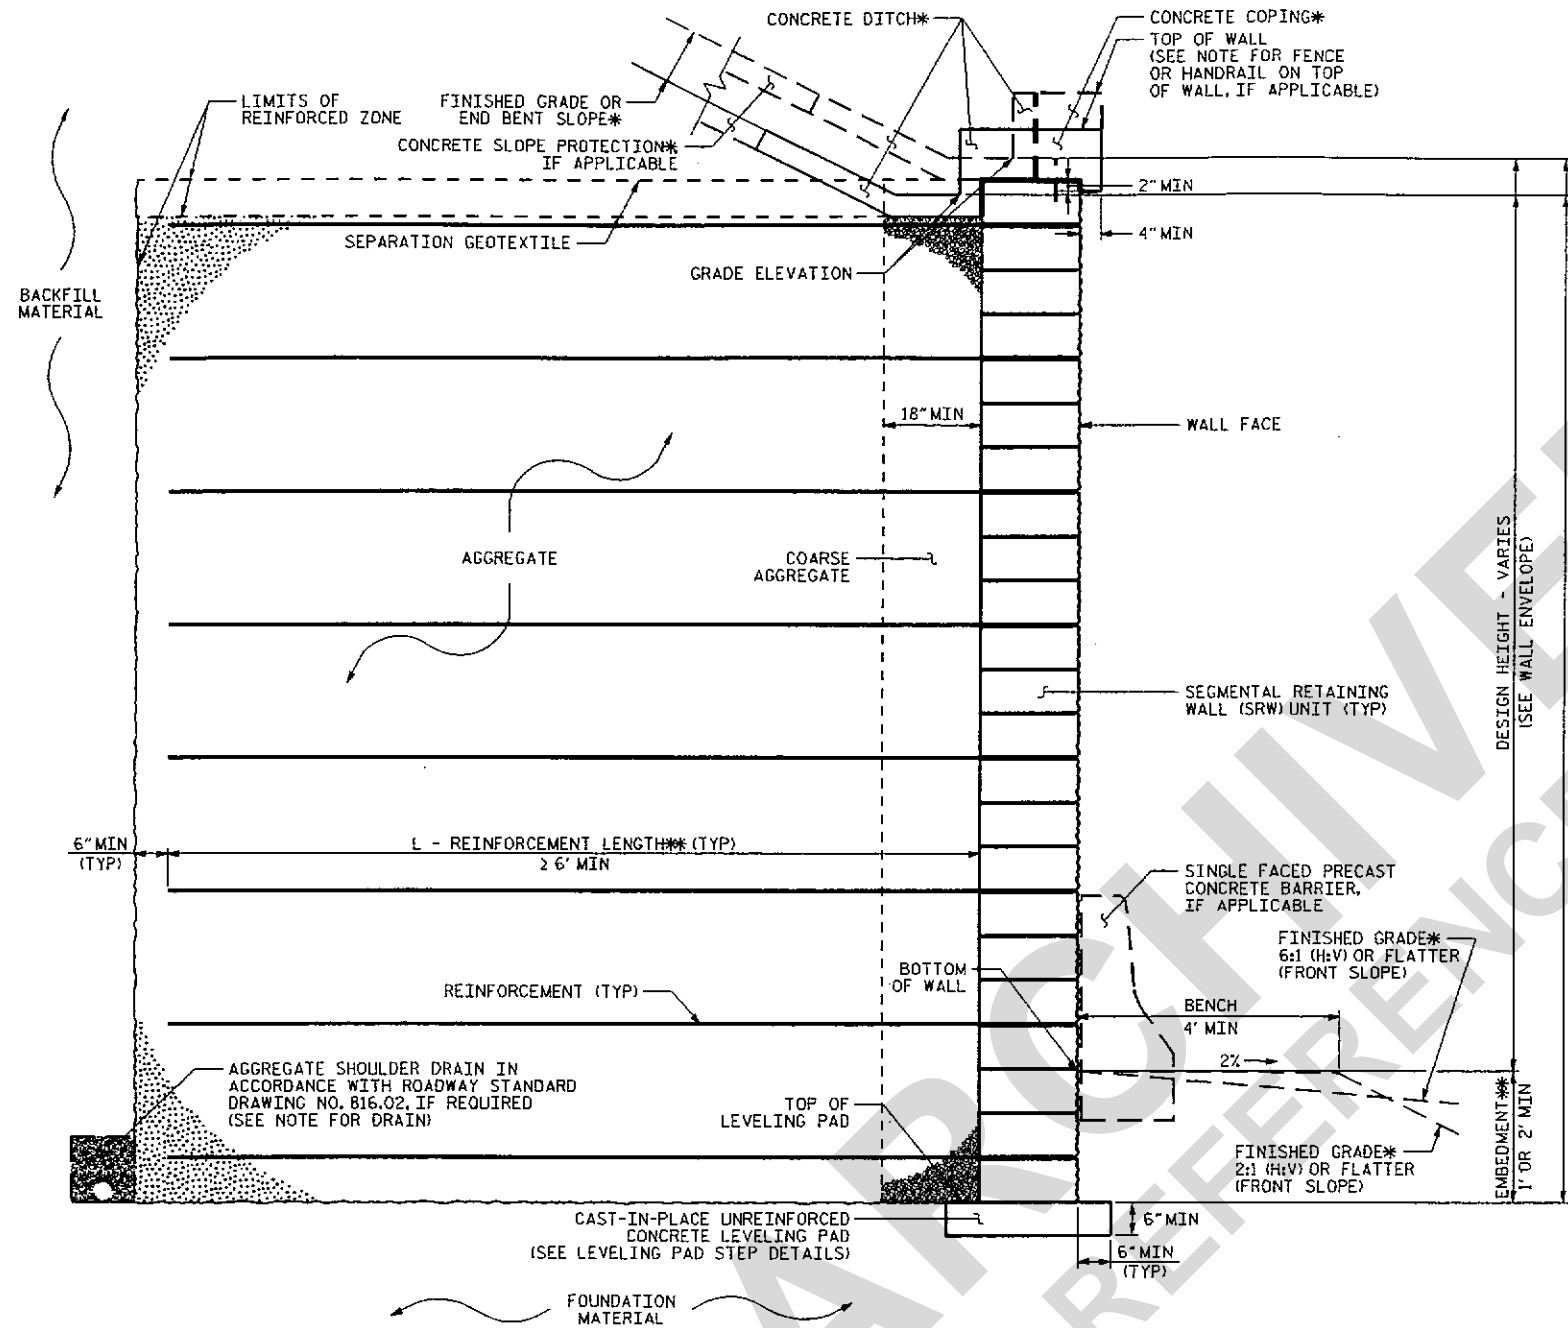 CONCRETE DITCH*
CONCRETE COPING*
TOP OF WALL
(SEE NOTE FOR FENCE
OR HANDRAIL ON TOP
OF WALL, IF APPLICABLE)
LIMITS OF
REINFORCED ZONE
FINISHED GRADE OR
END BENT SLOPE*
CONCRETE SLOPE PROTECTION*
IF APPLICABLE
2" MIN
4" MIN
SEPARATION GEOTEXTILE
GRADE ELEVATION
BACKFILL
MATERIAL
18" MIN
WALL FACE
AGGREGATE
COARSE
AGGREGATE
DESIGN HEIGHT - VARIES
(SEE WALL ENVELOPE)
SEGMENTAL RETAINING
WALL (SRW) UNIT (TYP)
6" MIN
(TYP)
L - REINFORCEMENT LENGTH** (TYP)
≥ 6' MIN
SINGLE FACED PRECAST
CONCRETE BARRIER,
IF APPLICABLE
FINISHED GRADE*
6:1 (H:V) OR FLATTER
(FRONT SLOPE)
BOTTOM
OF WALL
REINFORCEMENT (TYP)
BENCH
4' MIN
2%
AGGREGATE SHOULDER DRAIN IN
ACCORDANCE WITH ROADWAY STANDARD
DRAWING NO. 816.02, IF REQUIRED
(SEE NOTE FOR DRAIN)
TOP OF
LEVELING PAD
EMBEDMENT**
1' OR 2' MIN
FINISHED GRADE*
2:1 (H:V) OR FLATTER
(FRONT SLOPE)
CAST-IN-PLACE UNREINFORCED
CONCRETE LEVELING PAD
(SEE LEVELING PAD STEP DETAILS)
6" MIN
6" MIN
(TYP)
FOUNDATION
MATERIAL
ARCHIVE
REFERENC